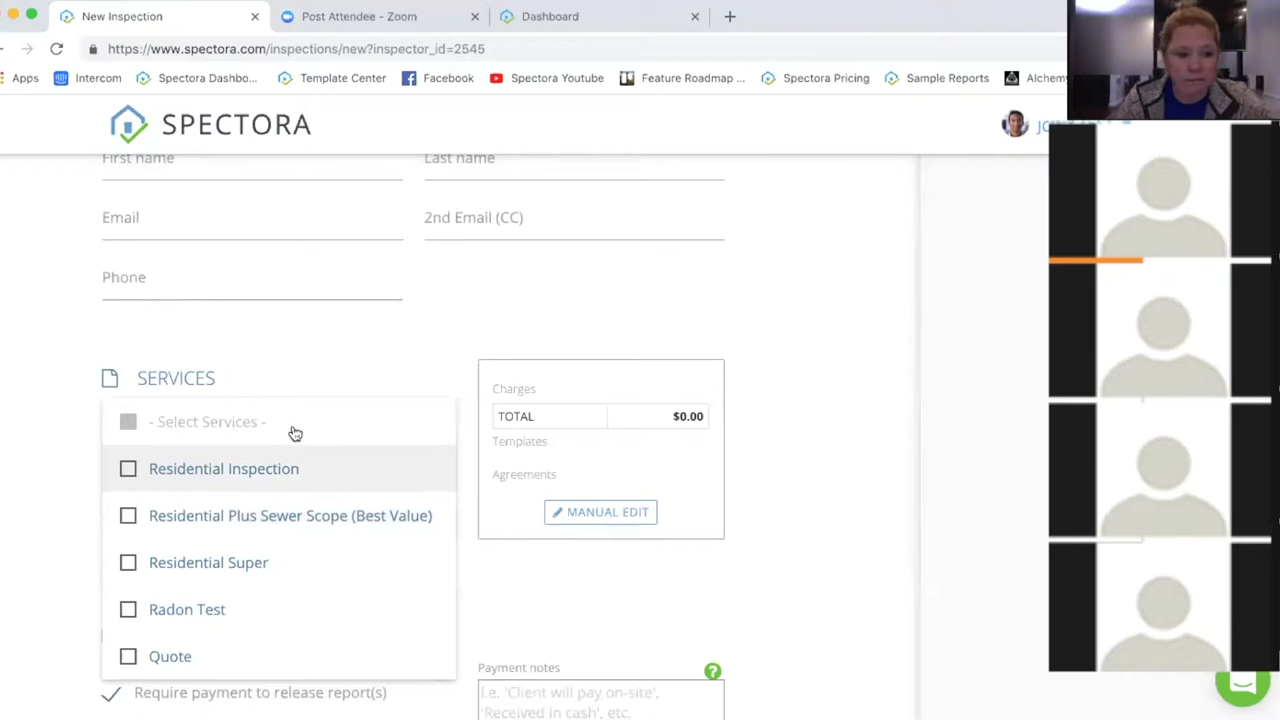 New Inspection
Post Attendee - Zoom
Dashboard
https://www.spectora.com/inspections/new?inspector_id=2545
Apps
Intercom
Spectora Dashbo...
Template Center
Facebook
Spectora Youtube
Feature Roadmap ...
Spectora Pricing
Sample Reports
Alchem
SPECTORA
First name
Last name
Email
2nd Email (CC)
Phone
SERVICES
- Select Services -
Residential Inspection
Residential Plus Sewer Scope (Best Value)
Residential Super
Radon Test
Quote
Charges
TOTAL
$0.00
Templates
Agreements
MANUAL EDIT
Payment notes
?
Require payment to release report(s)
i.e. 'Client will pay on-site',
'Received in cash', etc.